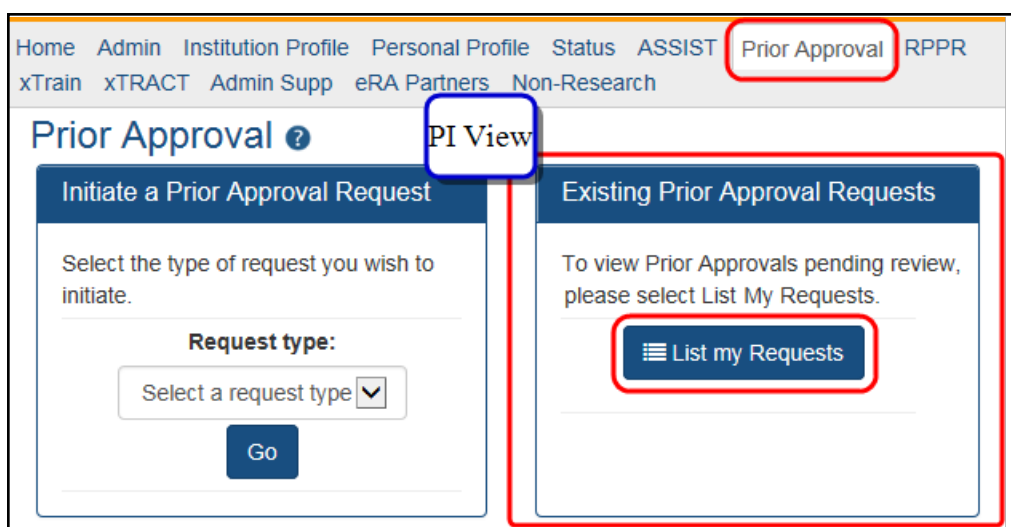 Home Admin Institution Profile Personal Profile Status ASSIST Prior Approval RPPR
xTrain xTRACT Admin Supp eRA Partners Non-Research
Prior Approval ?
PI View
Initiate a Prior Approval Request
Select the type of request you wish to
initiate.
Request type:
Select a request type
Go
Existing Prior Approval Requests
To view Prior Approvals pending review,
please select List My Requests.
List my Requests